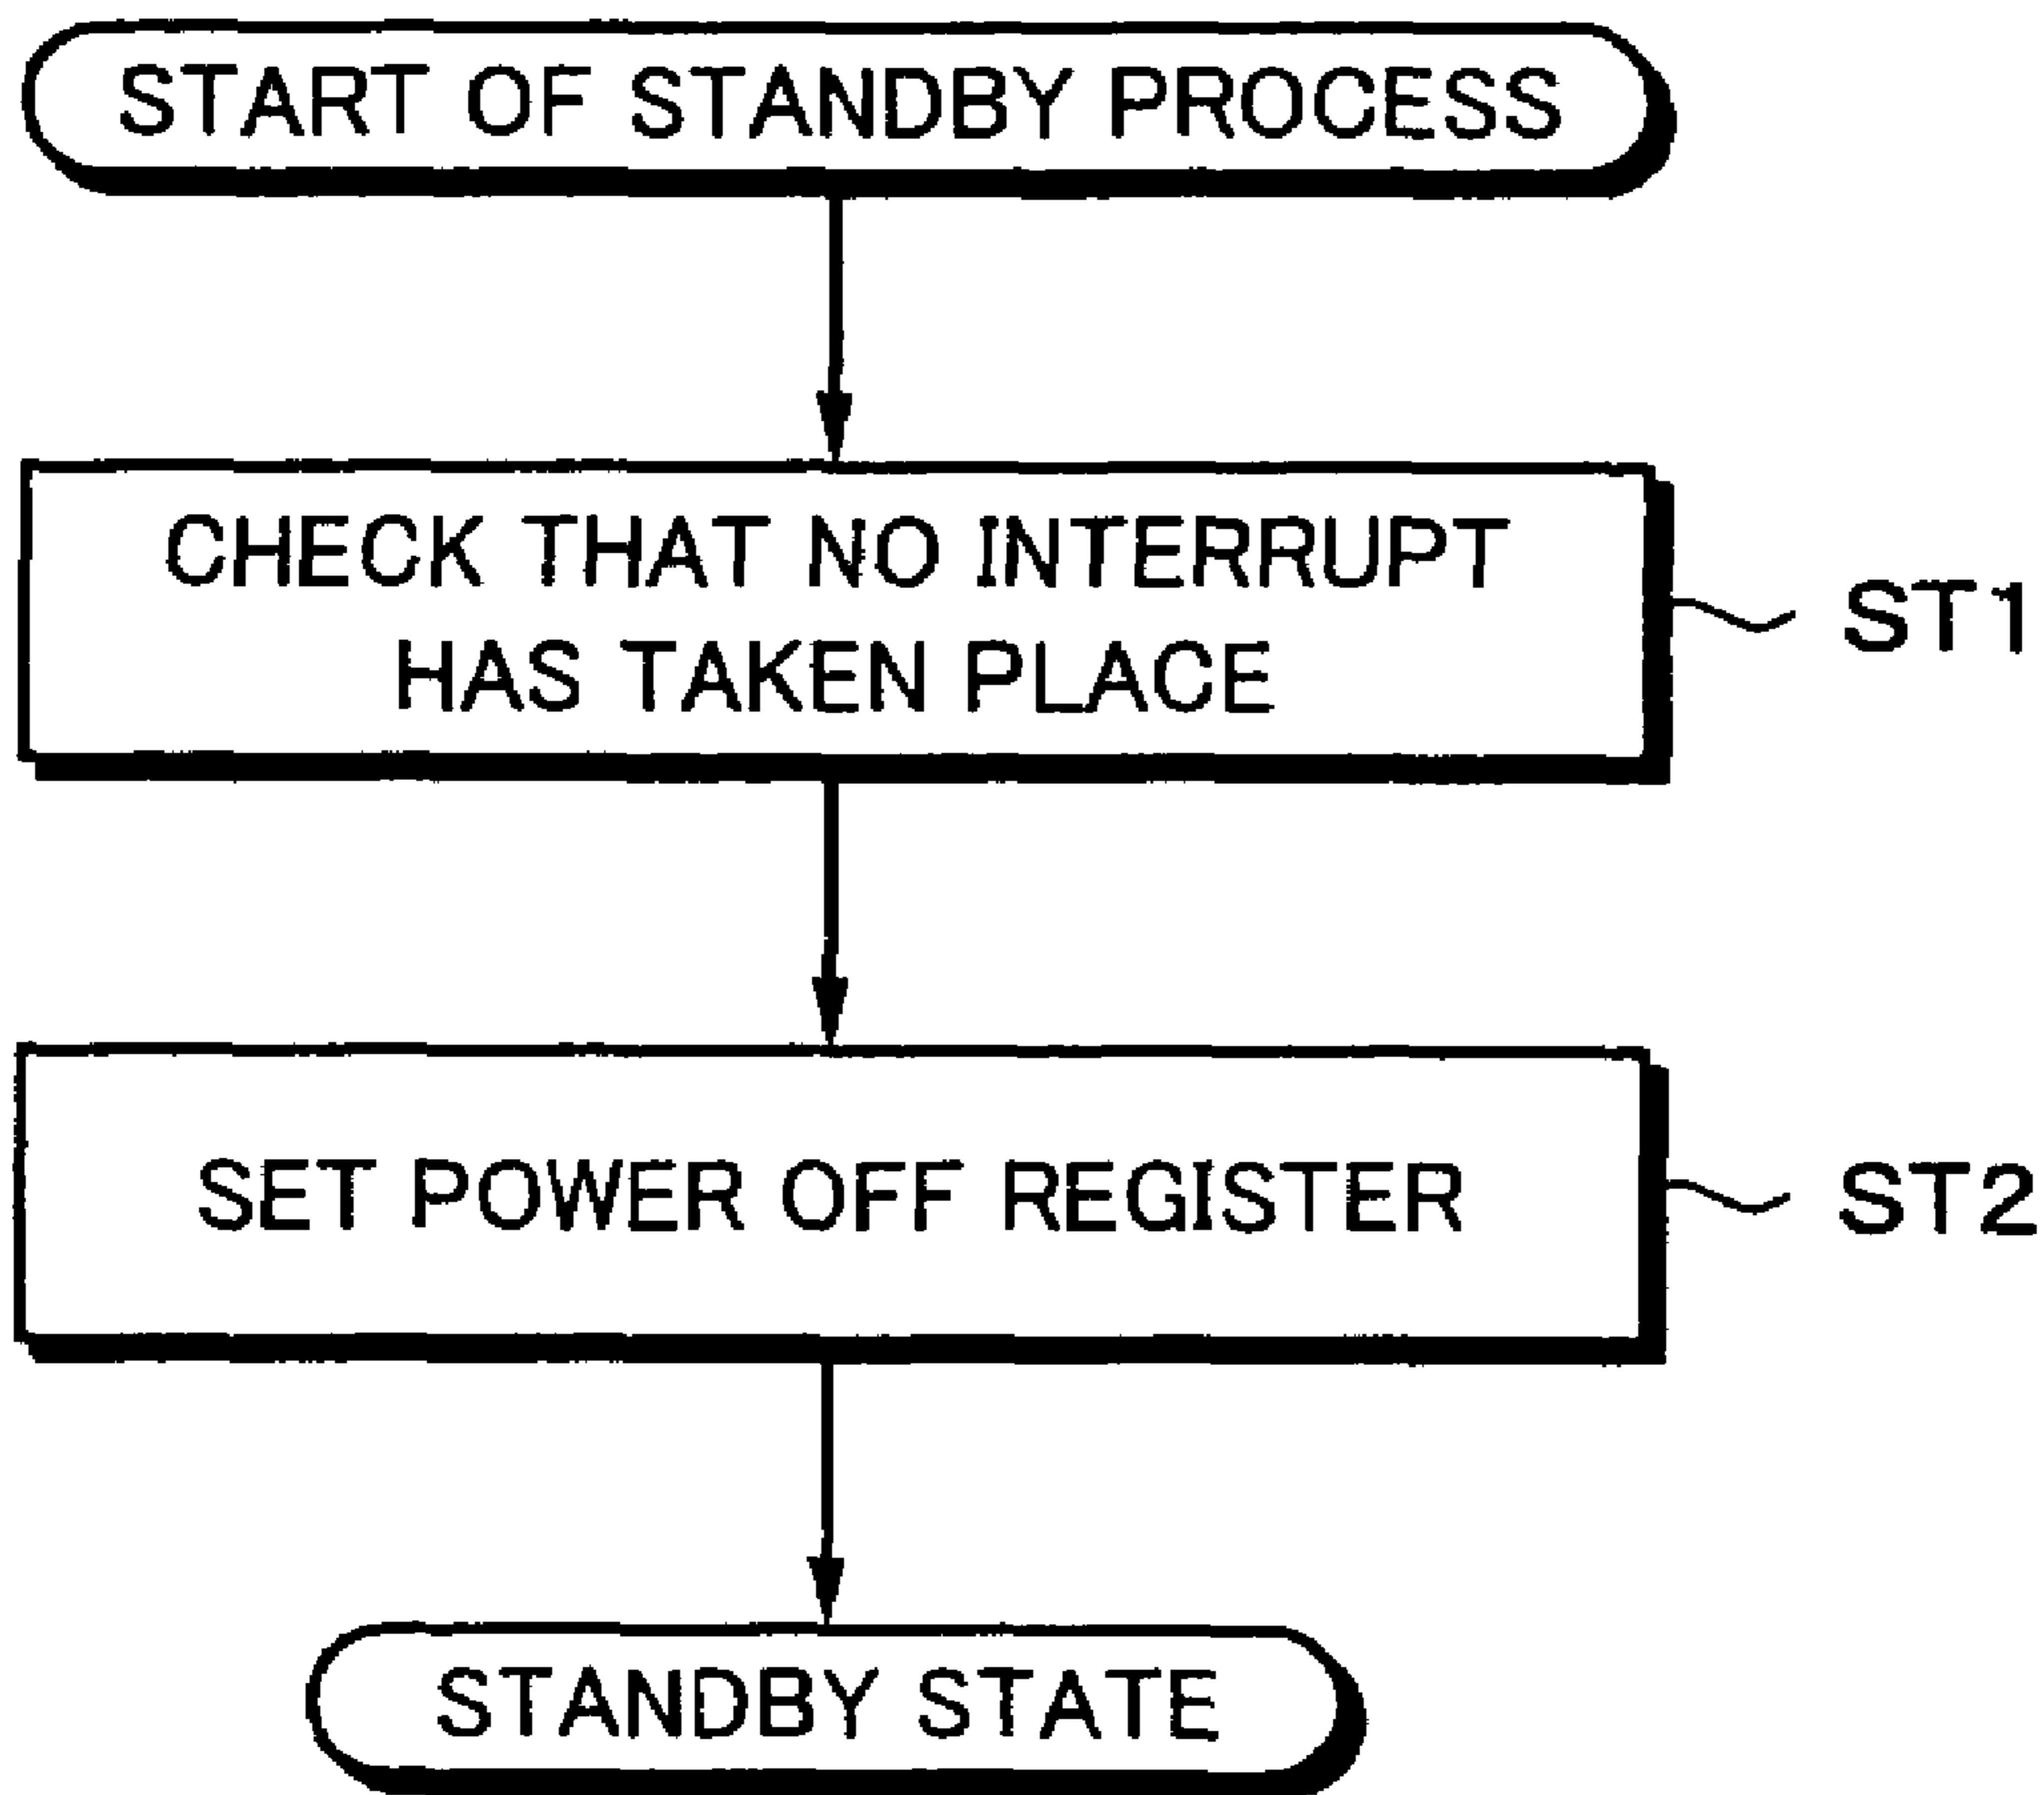 START OF STANDBY PROCESS
CHECK THAT NO INTERRUPT
HAS TAKEN PLACE
ST1
SET POWER OFF REGISTER
ST2
STANDBY STATE